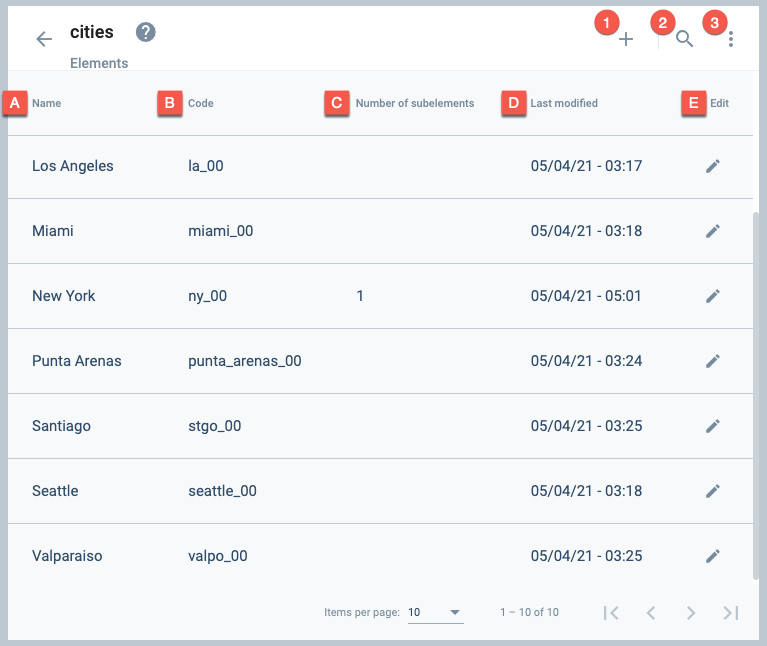 cities ? 1 2 3
Elements
A Name B Code C Number of subelements D Last modified E Edit
Los Angeles la_00 05/04/21 - 03:17
Miami miami_00 05/04/21 - 03:18
New York ny_00 1 05/04/21 - 05:01
Punta Arenas punta_arenas_00 05/04/21 - 03:24
Santiago stgo_00 05/04/21 - 03:25
Seattle seattle_00 05/04/21 - 03:18
Valparaiso valpo_00 05/04/21 - 03:25
Items per page: 10 1 – 10 of 10